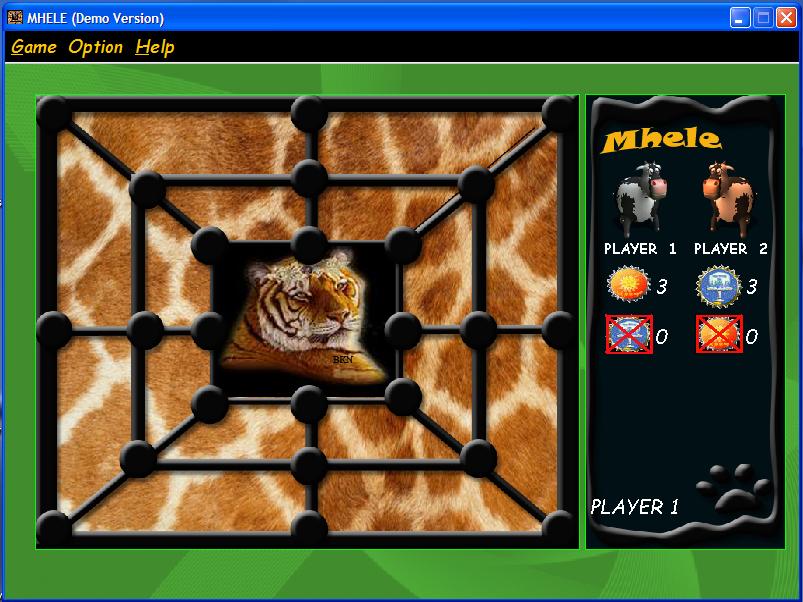 MHELE (Demo Version)
Game Option Help
Mhele
PLAYER 1 PLAYER 2
3 3
0 0
BEN
PLAYER 1